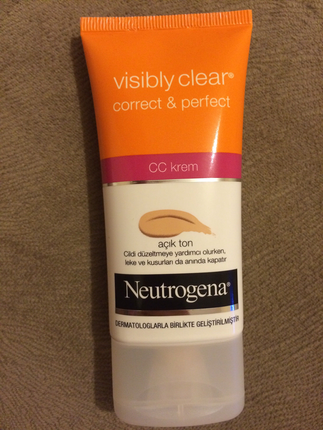 visibly clear®
correct & perfect
CC krem
açık ton
Cildi düzeltmeye yardımcı olurken,
leke ve kusurları da anında kapatır
Neutrogena®
DERMATOLOGLARLA BİRLİKTE GELİŞTİRİLMİŞTİR